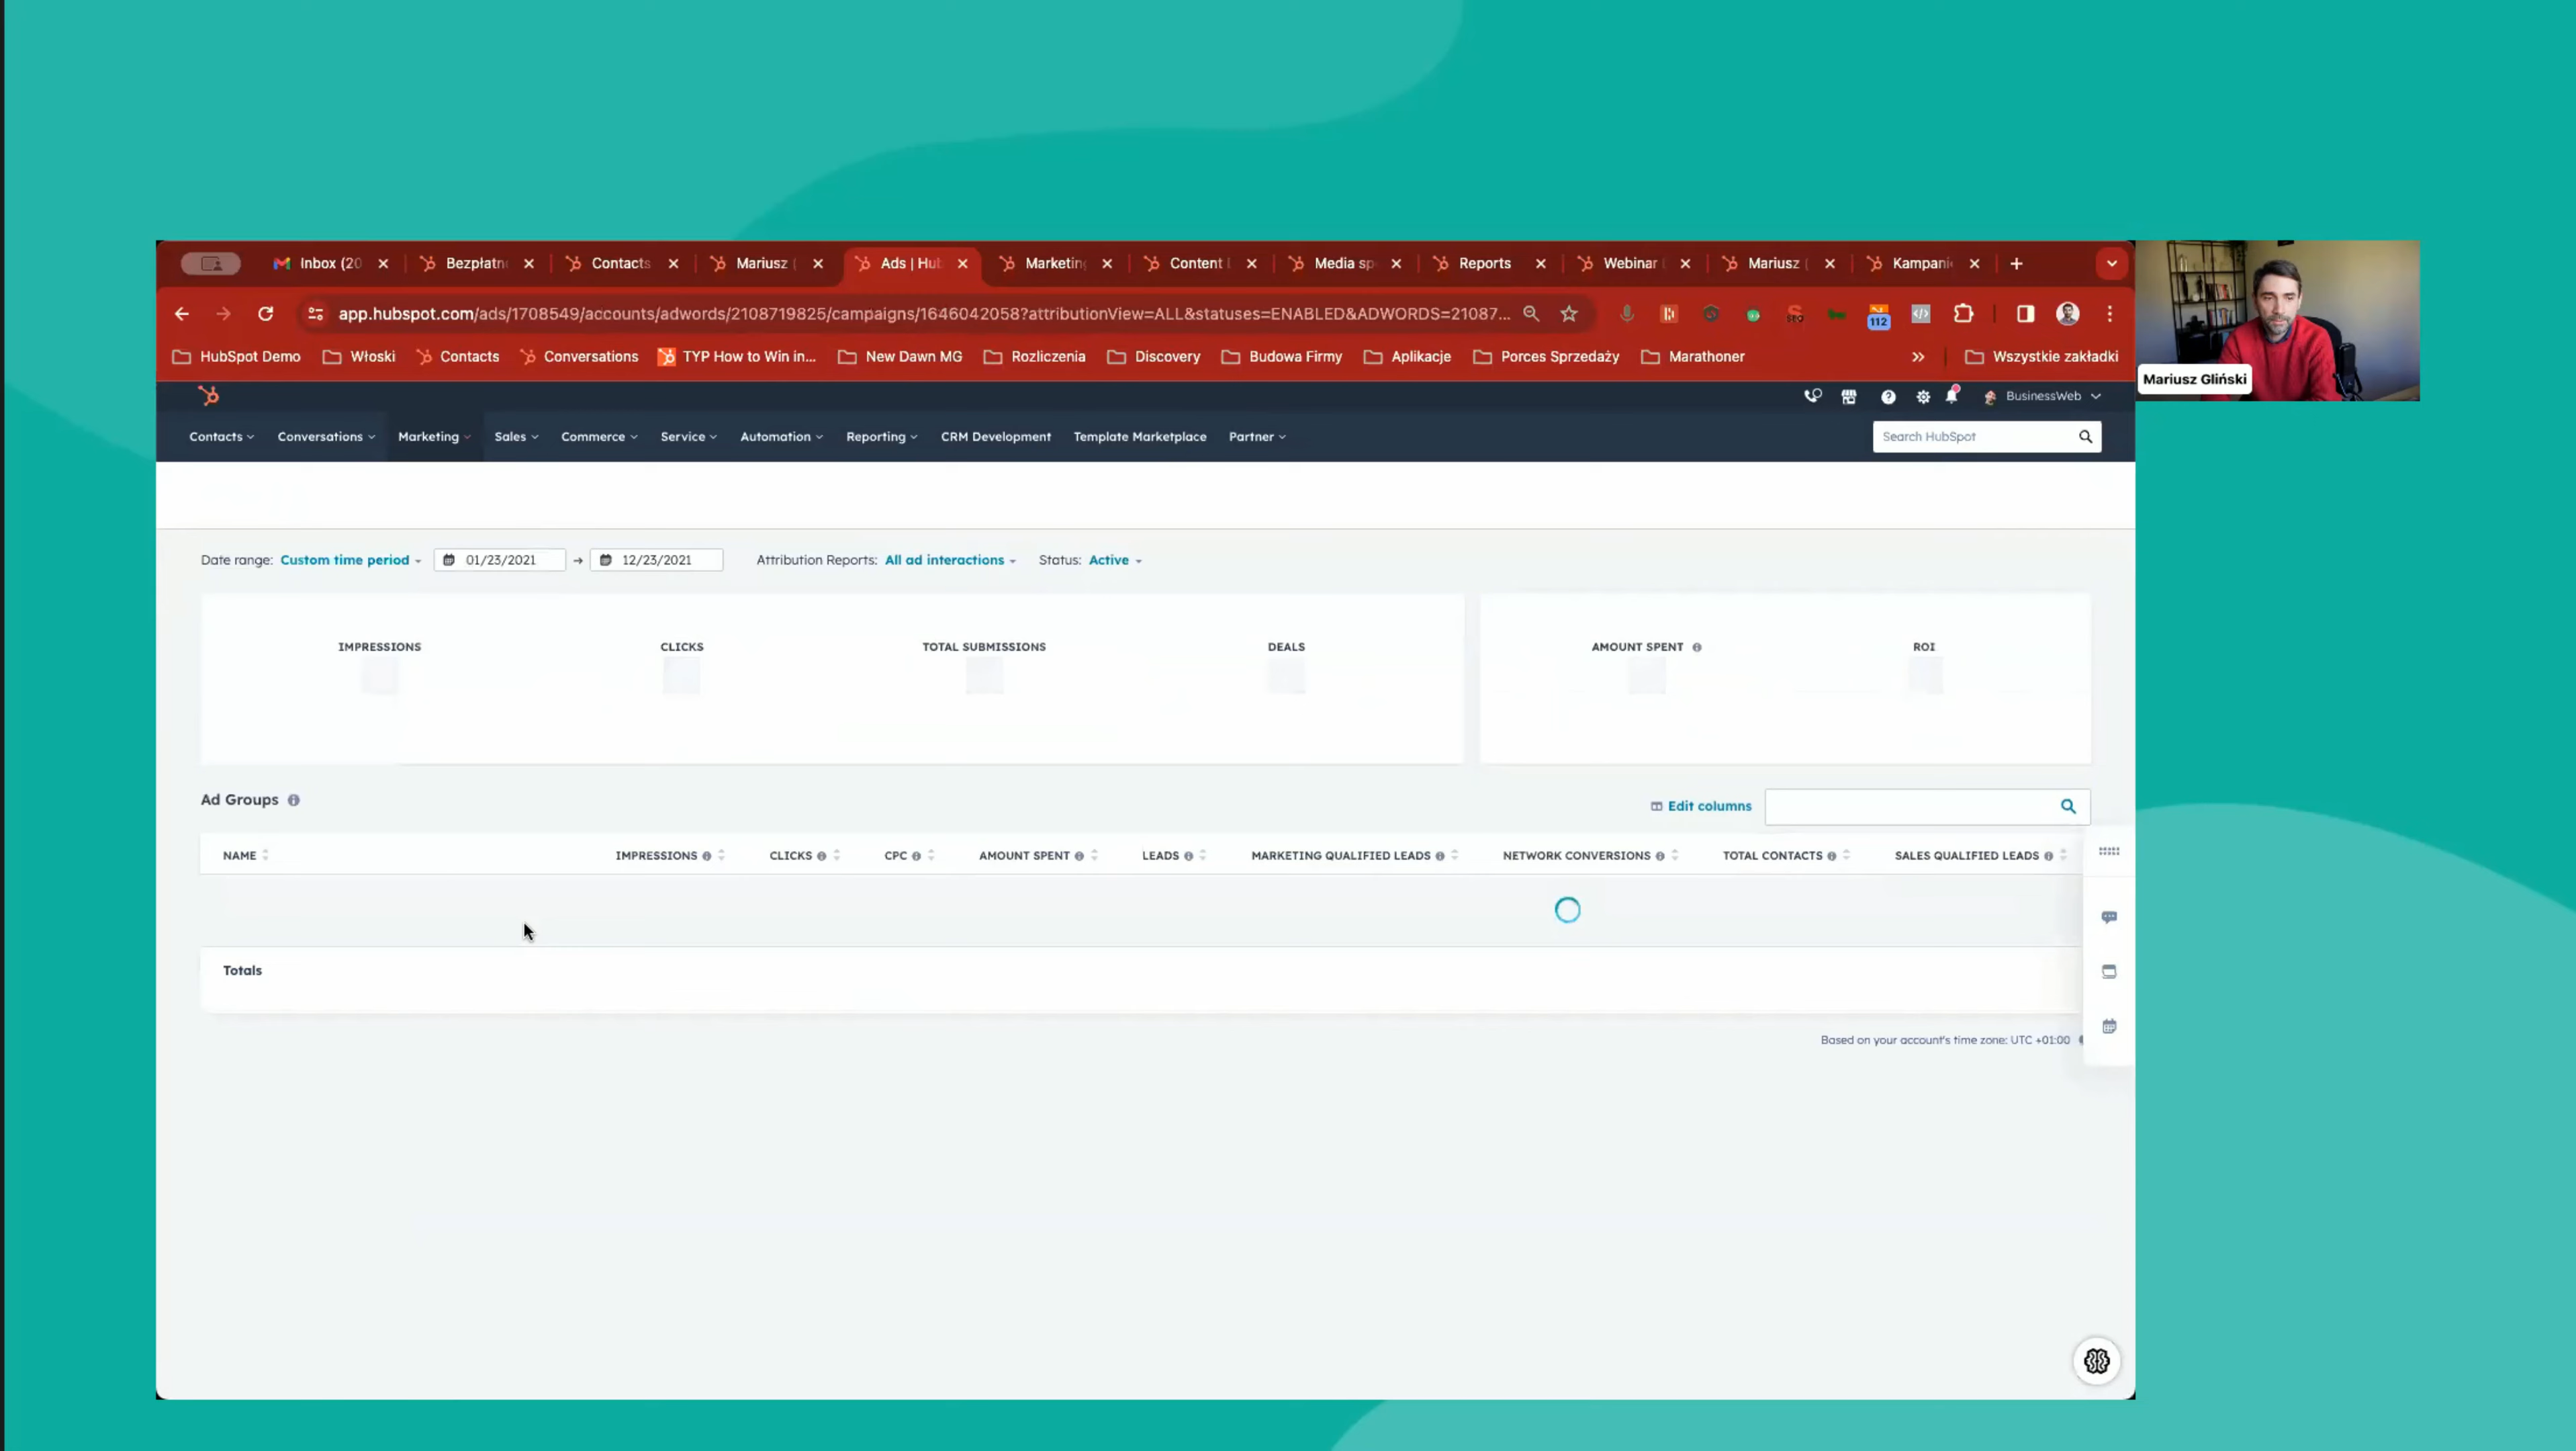 Inbox (20
Bezpłatn
Contacts
Mariusz (
Ads | Hub
Marketin
Content
Media sp
Reports
Webinar
Mariusz (
Kampani
app.hubspot.com/ads/1708549/accounts/adwords/2108719825/campaigns/1646042058?attributionView=ALL&statuses=ENABLED&ADWORDS=21087...
112
HubSpot Demo
Włoski
Contacts
Conversations
TYP How to Win in...
New Dawn MG
Rozliczenia
Discovery
Budowa Firmy
Aplikacje
Porces Sprzedaży
Marathoner
Wszystkie zakładki
Mariusz Gliński
BusinessWeb
Contacts
Conversations
Marketing
Sales
Commerce
Service
Automation
Reporting
CRM Development
Template Marketplace
Partner
Search HubSpot
Date range: Custom time period 01/23/2021 → 12/23/2021 Attribution Reports: All ad interactions Status: Active
IMPRESSIONS
CLICKS
TOTAL SUBMISSIONS
DEALS
AMOUNT SPENT
ROI
Ad Groups
Edit columns
NAME
IMPRESSIONS
CLICKS
CPC
AMOUNT SPENT
LEADS
MARKETING QUALIFIED LEADS
NETWORK CONVERSIONS
TOTAL CONTACTS
SALES QUALIFIED LEADS
Totals
Based on your account's time zone: UTC +01:00